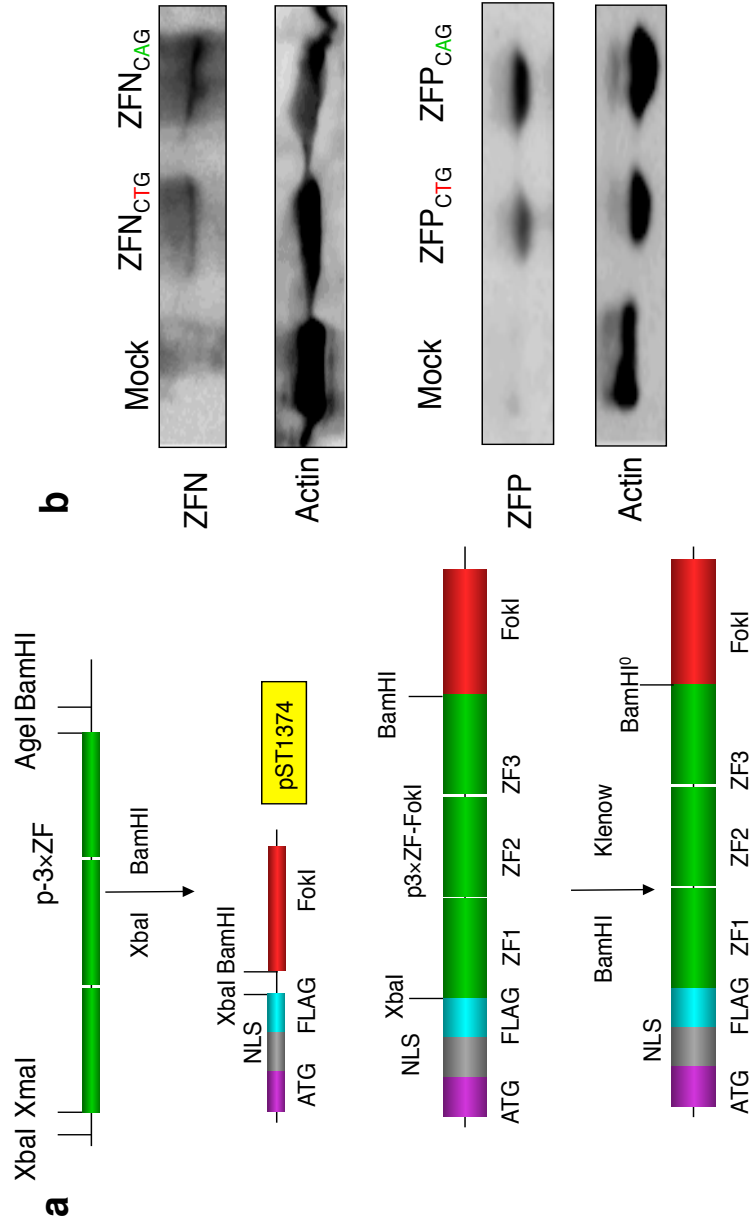 a
XbaI XmaI
AgeI BamHI
p-3×ZF
XbaI BamHI
XbaI BamHI
NLS
ATG FLAG FokI
pST1374
NLS XbaI p3×ZF-FokI BamHI
ATG FLAG ZF1 ZF2 ZF3 FokI
BamHI Klenow
NLS BamHI⁰
ATG FLAG ZF1 ZF2 ZF3 FokI
b
Mock ZFNCTG ZFNCAG
ZFN
Actin
Mock ZFPCTG ZFPCAG
ZFP
Actin